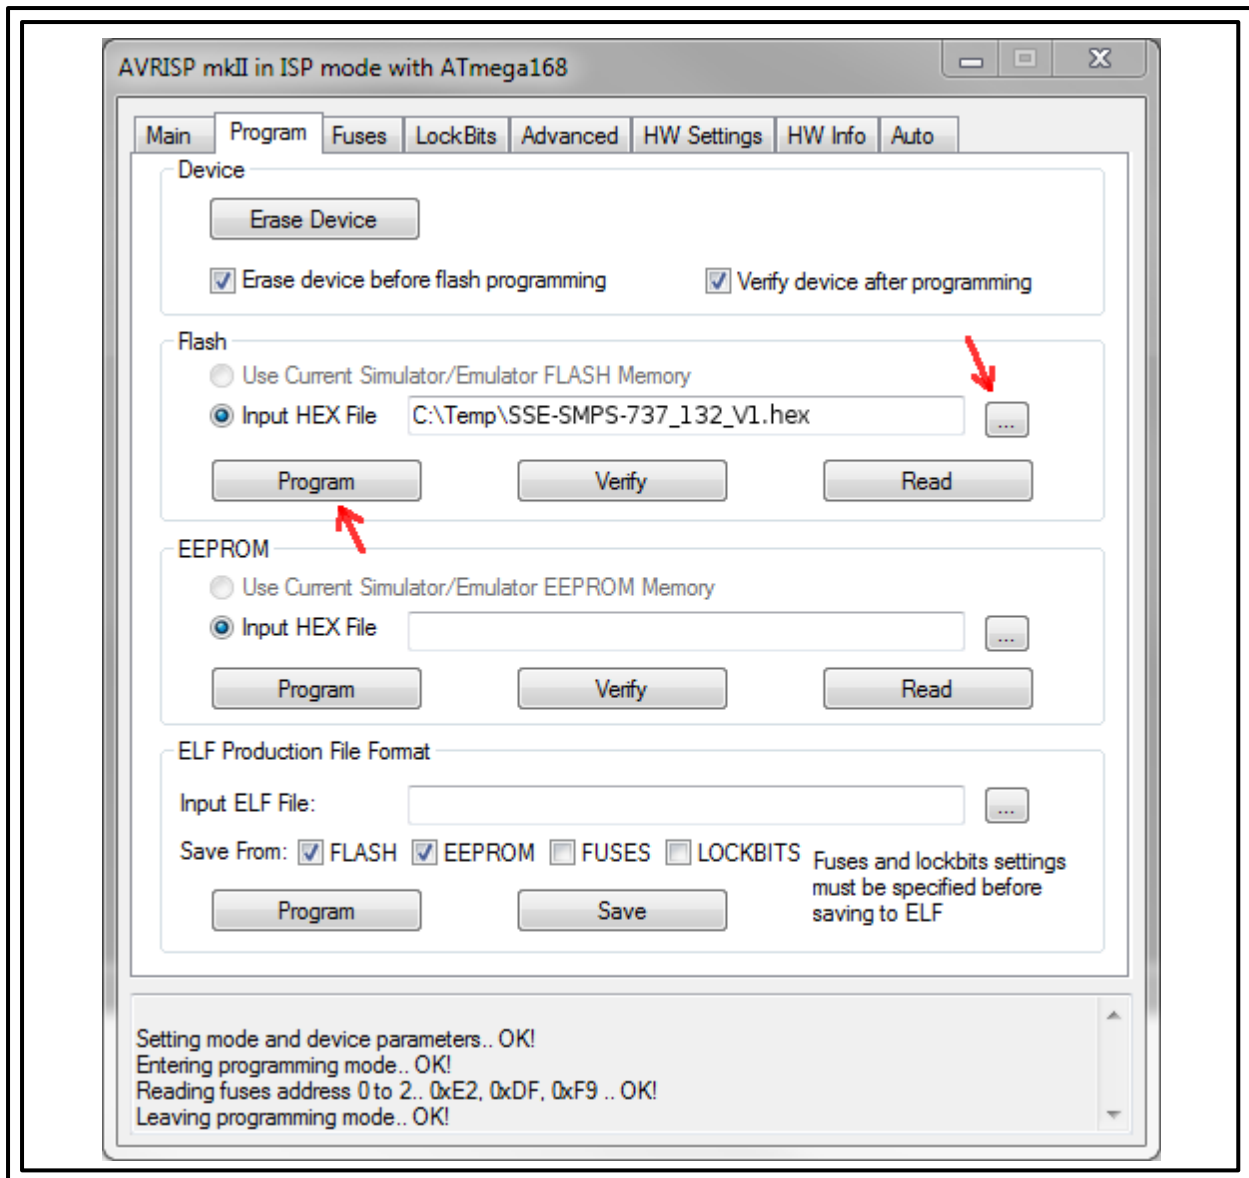 AVRISP mkII in ISP mode with ATmega168
Main Program Fuses LockBits Advanced HW Settings HW Info Auto
Device
Erase Device
Erase device before flash programming Verify device after programming
Flash
Use Current Simulator/Emulator FLASH Memory
Input HEX File C:\Temp\SSE-SMPS-737_132_V1.hex ...
Program Verify Read
EEPROM
Use Current Simulator/Emulator EEPROM Memory
Input HEX File ...
Program Verify Read
ELF Production File Format
Input ELF File: ...
Save From: FLASH EEPROM FUSES LOCKBITS
Fuses and lockbits settings
must be specified before
saving to ELF
Program Save
Setting mode and device parameters.. OK!
Entering programming mode.. OK!
Reading fuses address 0 to 2.. 0xE2, 0xDF, 0xF9 .. OK!
Leaving programming mode.. OK!